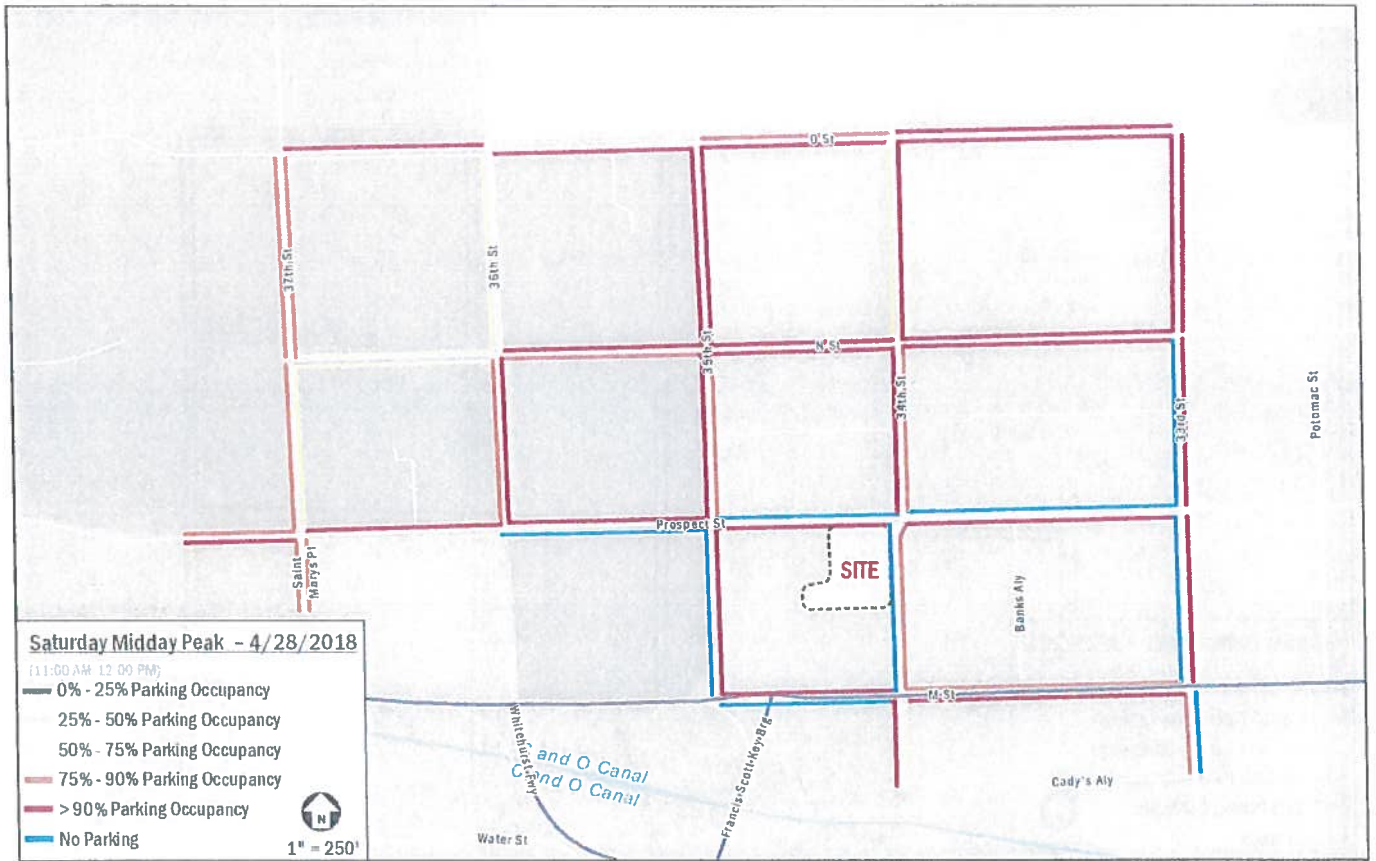 O St
37th St
36th St
35th St
N St
34th St
33rd St
Potomac St
Prospect St
Saint
Marys Pl
SITE
Banks Aly
M St
Whitehurst Fwy
Francis Scott Key Brg
C and O Canal
C and O Canal
Cady's Aly
Water St
Saturday Midday Peak - 4/28/2018
(11:00 AM-12:00 PM)
0% - 25% Parking Occupancy
25% - 50% Parking Occupancy
50% - 75% Parking Occupancy
75% - 90% Parking Occupancy
> 90% Parking Occupancy
No Parking
N
1" = 250'